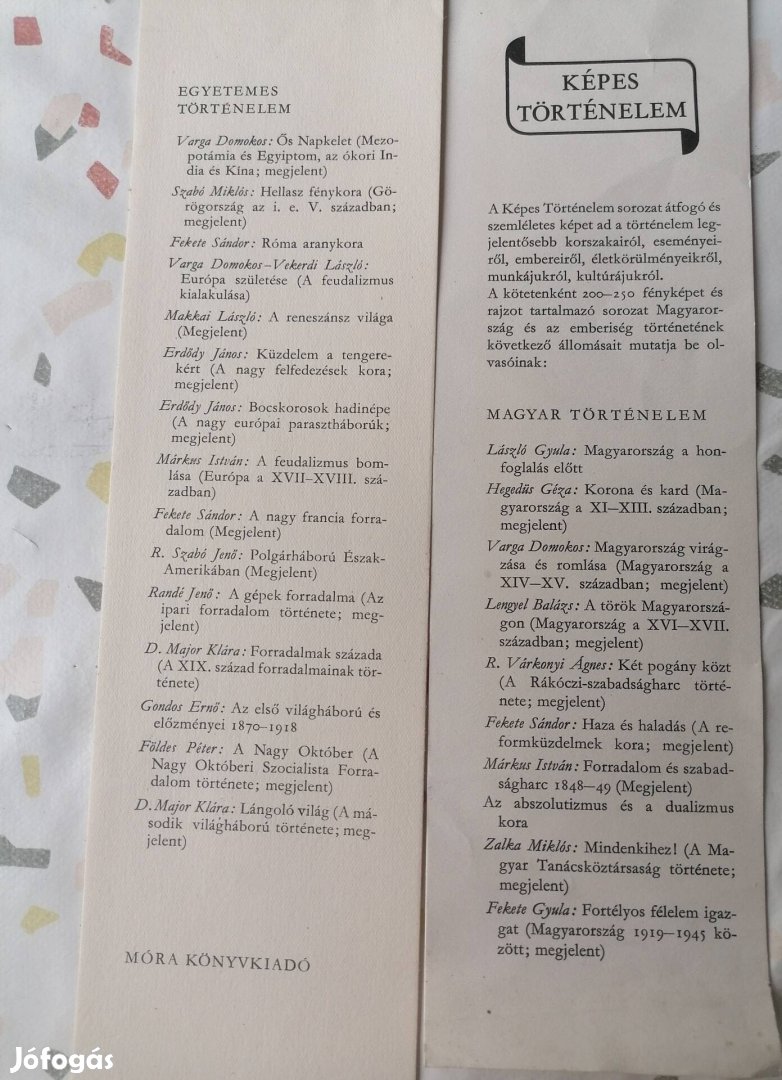 EGYETEMES
TÖRTÉNELEM
Varga Domokos: Ős Napkelet (Mezo-
potámia és Egyiptom, az ókori In-
dia és Kína; megjelent)
Szabó Miklós: Hellasz fénykora (Gö-
rögország az i. e. V. században;
megjelent)
Fekete Sándor: Róma aranykora
Varga Domokos–Vekerdi László:
Európa születése (A feudalizmus
kialakulása)
Makkai László: A reneszánsz világa
(Megjelent)
Erdődy János: Küzdelem a tengere-
kért (A nagy felfedezések kora;
megjelent)
Erdődy János: Bocskorosok hadinépe
(A nagy európai parasztháborúk;
megjelent)
Márkus István: A feudalizmus bom-
lása (Európa a XVII–XVIII. szá-
zadban)
Fekete Sándor: A nagy francia forra-
dalom (Megjelent)
R. Szabó Jenő: Polgárháború Észak-
Amerikában (Megjelent)
Randé Jenő: A gépek forradalma (Az
ipari forradalom története; meg-
jelent)
D. Major Klára: Forradalmak százada
(A XIX. század forradalmainak tör-
ténete)
Gondos Ernő: Az első világháború és
előzményei 1870–1918
Földes Péter: A Nagy Október (A
Nagy Októberi Szocialista Forra-
dalom története; megjelent)
D. Major Klára: Lángoló világ (A má-
sodik világháború története; meg-
jelent)
MÓRA KÖNYVKIADÓ
KÉPES
TÖRTÉNELEM
A Képes Történelem sorozat átfogó és
szemléletes képet ad a történelem leg-
jelentősebb korszakairól, eseményei-
ről, embereiről, életkörülményeikről,
munkájukról, kultúrájukról.
A kötetenként 200–250 fényképet és
rajzot tartalmazó sorozat Magyaror-
szág és az emberiség történetének
következő állomásait mutatja be ol-
vasóinak:
MAGYAR TÖRTÉNELEM
László Gyula: Magyarország a hon-
foglalás előtt
Hegedüs Géza: Korona és kard (Ma-
gyarország a XI–XIII. században;
megjelent)
Varga Domokos: Magyarország virág-
zása és romlása (Magyarország a
XIV–XV. században; megjelent)
Lengyel Balázs: A török Magyarorszá-
gon (Magyarország a XVI–XVII.
században; megjelent)
R. Várkonyi Ágnes: Két pogány közt
(A Rákóczi-szabadságharc törté-
nete; megjelent)
Fekete Sándor: Haza és haladás (A re-
formküzdelmek kora; megjelent)
Márkus István: Forradalom és szabad-
ságharc 1848–49 (Megjelent)
Az abszolutizmus és a dualizmus
kora
Zalka Miklós: Mindenkihez! (A Ma-
gyar Tanácsköztársaság története;
megjelent)
Fekete Gyula: Fortélyos félelem igaz-
gat (Magyarország 1919–1945 kö-
zött; megjelent)
Jófogás